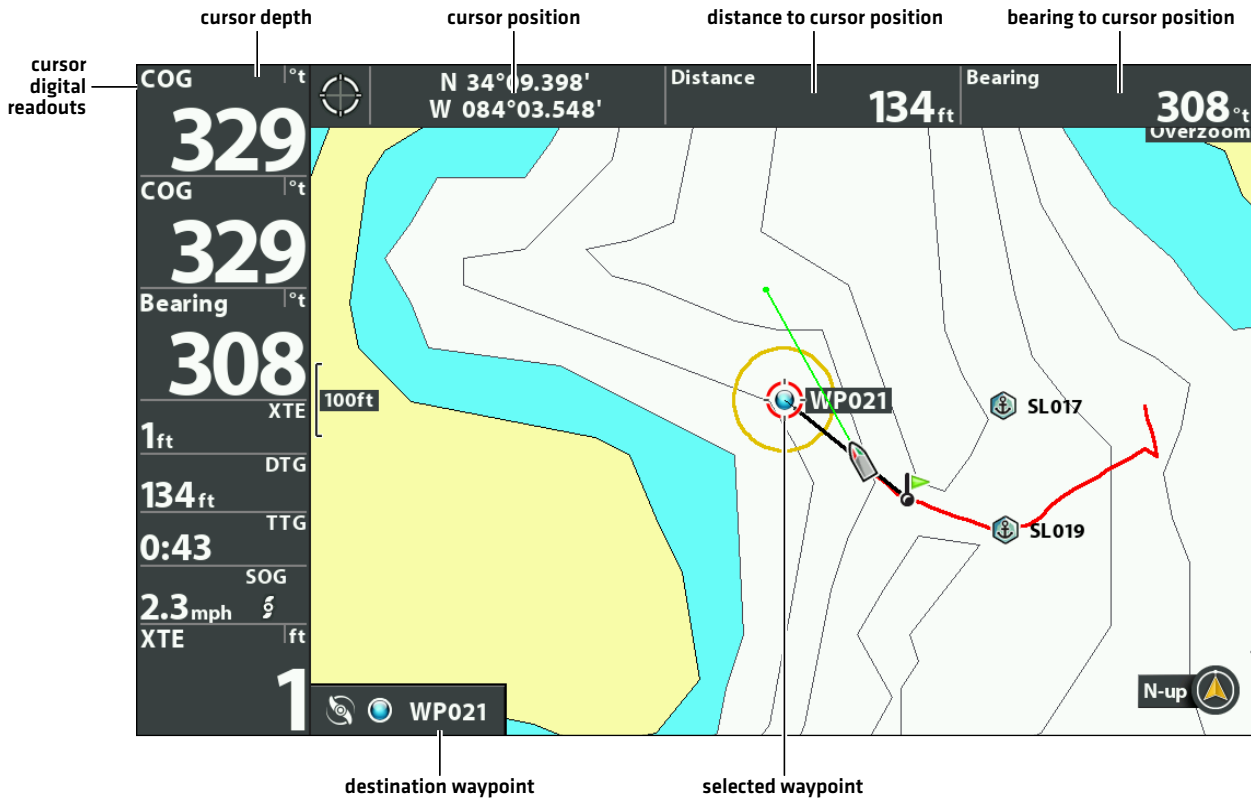 cursor depth
cursor position
distance to cursor position
bearing to cursor position
cursor
digital
readouts
COG °t
329
COG °t
329
Bearing °t
308
XTE
1ft
DTG
134ft
TTG
0:43
SOG
2.3mph
XTE ft
1
N 34°09.398'
W 084°03.548'
Distance
134ft
Bearing
308°t
Overzoom
100ft
WP021
SL017
SL019
N-up
WP021
destination waypoint
selected waypoint